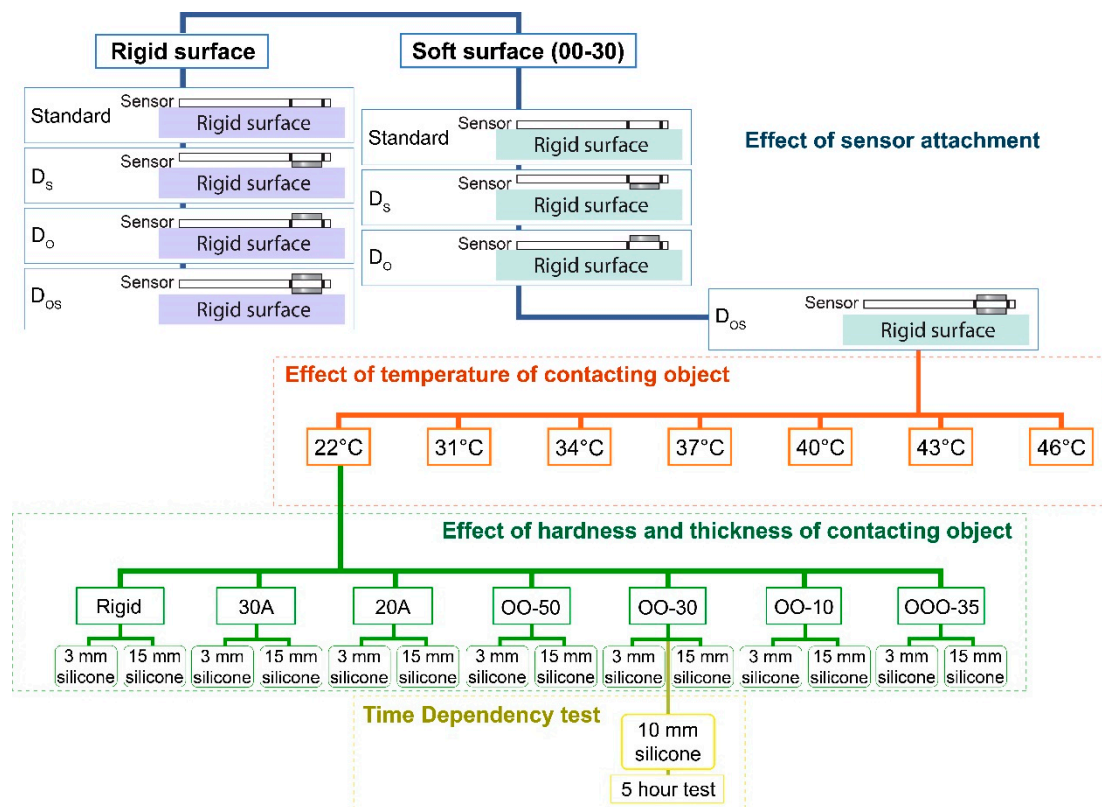 Rigid surface
Soft surface (00-30)
Effect of sensor attachment
Standard
Sensor
Rigid surface
D_S
Sensor
Rigid surface
D_O
Sensor
Rigid surface
D_OS
Sensor
Rigid surface
Standard
Sensor
Rigid surface
D_S
Sensor
Rigid surface
D_O
Sensor
Rigid surface
D_OS
Sensor
Rigid surface
Effect of temperature of contacting object
22°C 31°C 34°C 37°C 40°C 43°C 46°C
Effect of hardness and thickness of contacting object
Rigid 30A 20A OO-50 OO-30 OO-10 OOO-35
3 mm 15 mm 3 mm 15 mm 3 mm 15 mm 3 mm 15 mm 3 mm 15 mm 3 mm 15 mm 3 mm 15 mm
silicone silicone silicone silicone silicone silicone silicone silicone silicone silicone silicone silicone silicone silicone
Time Dependency test
10 mm
silicone
5 hour test